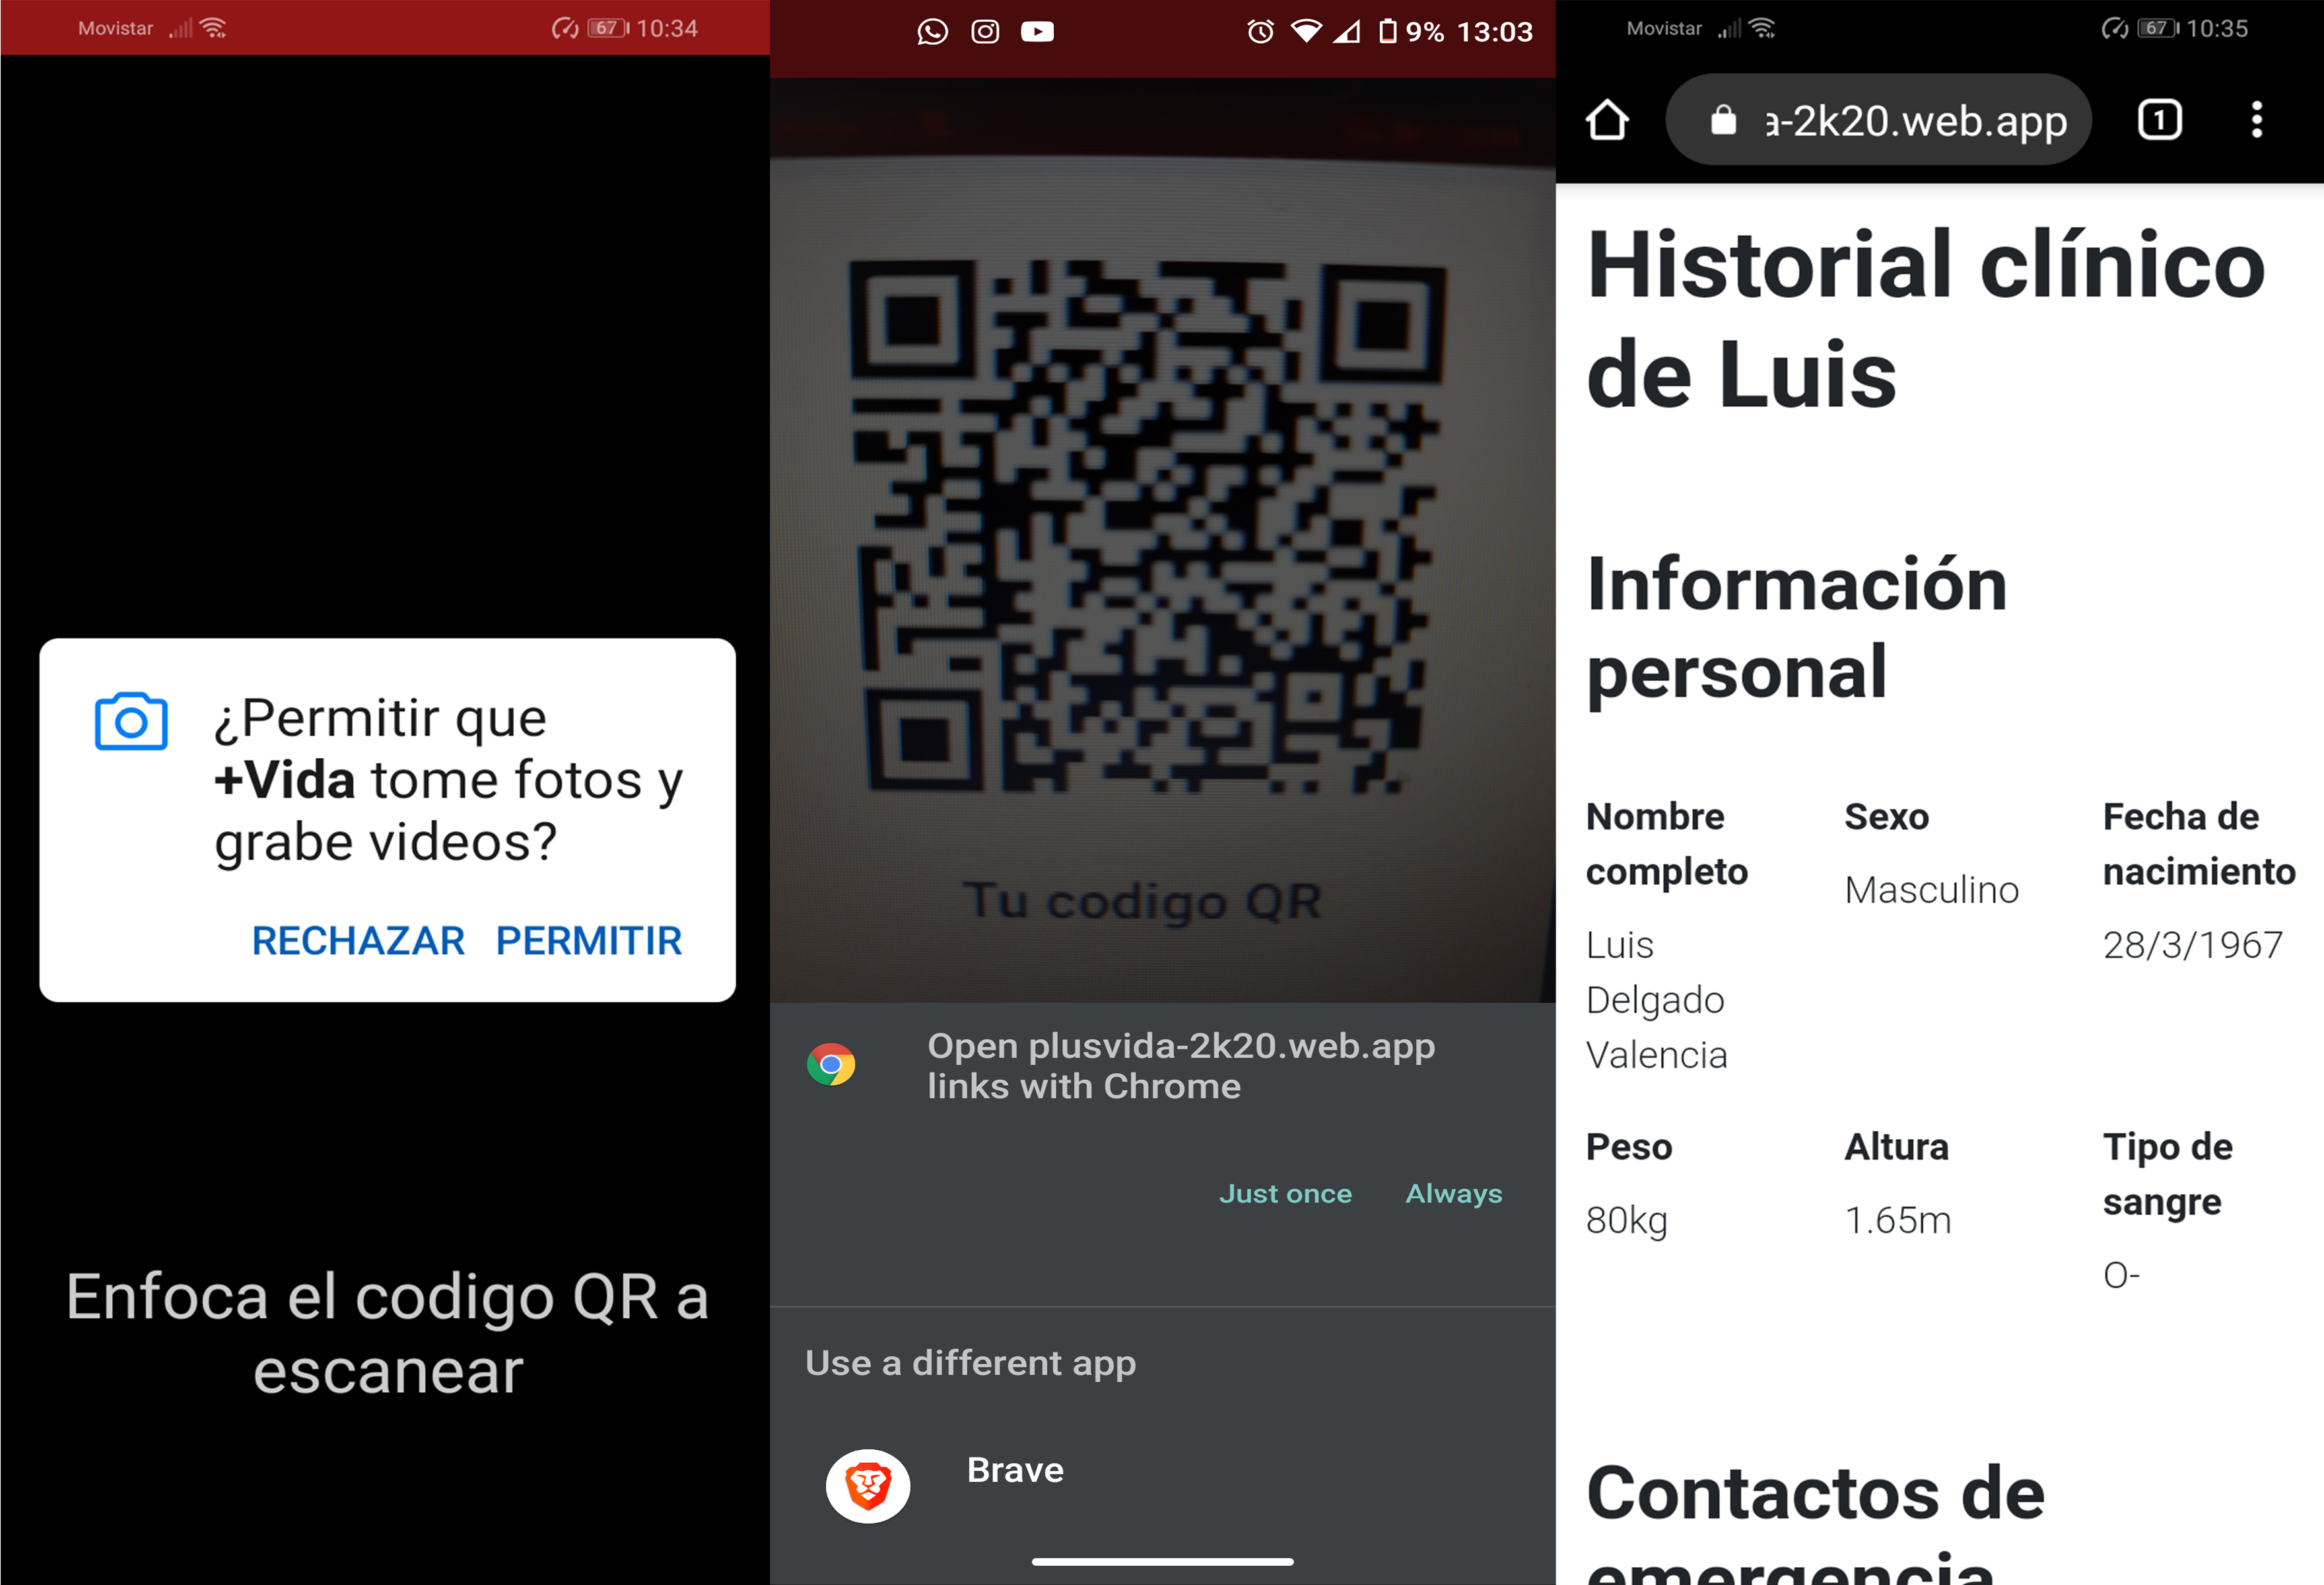 Movistar 67 10:34
¿Permitir que
+Vida tome fotos y
grabe videos?
RECHAZAR PERMITIR
Enfoca el codigo QR a
escanear
9% 13:03
Tu codigo QR
Open plusvida-2k20.web.app
links with Chrome
Just once Always
Use a different app
Brave
Movistar 67 10:35
a-2k20.web.app 1
Historial clínico
de Luis
Información
personal
Nombre
completo
Luis
Delgado
Valencia
Sexo
Masculino
Fecha de
nacimiento
28/3/1967
Peso
80kg
Altura
1.65m
Tipo de
sangre
O-
Contactos de
emergencia